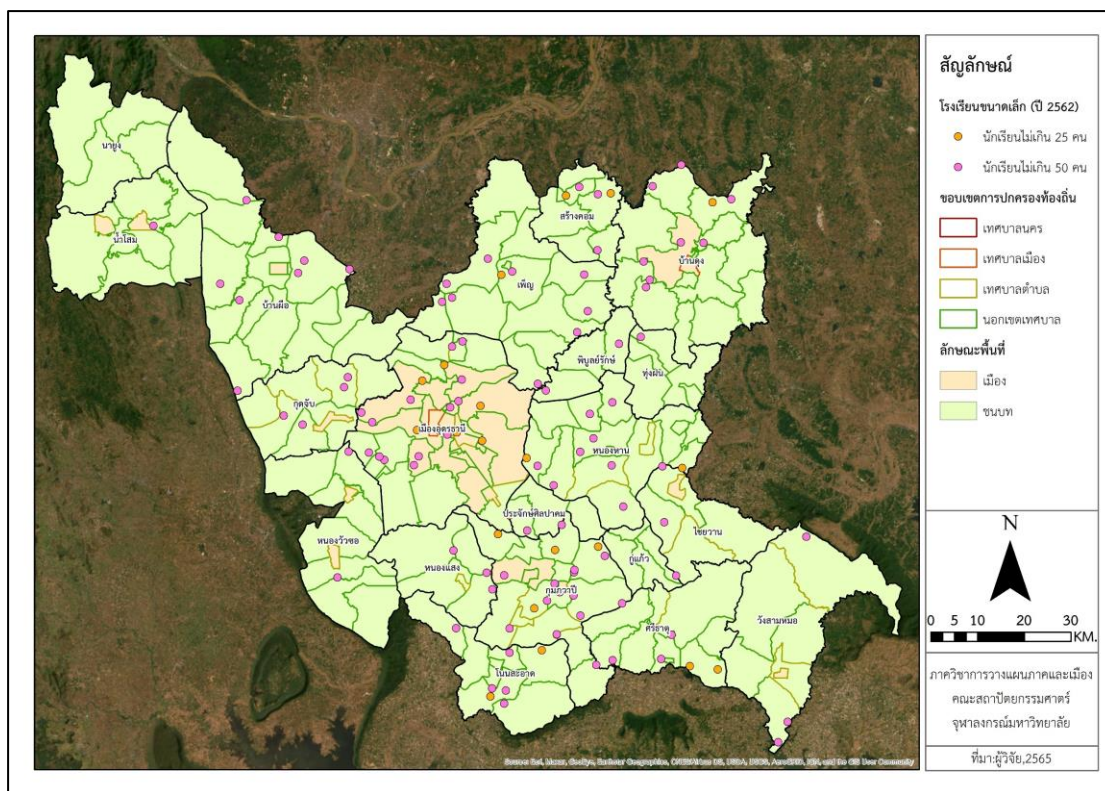 นายูง
น้ำโสม
บ้านผือ
สร้างคอม
บ้านดุง
เพ็ญ
พิบูลย์รักษ์
ทุ่งฝน
กุดจับ
เมืองอุดรธานี
หนองหาน
ประจักษ์ศิลปาคม
ไชยวาน
หนองวัวซอ
หนองแสง
กู่แก้ว
กุมภวาปี
ศรีธาตุ
วังสามหมอ
โนนสะอาด
สัญลักษณ์
โรงเรียนขนาดเล็ก (ปี 2562)
นักเรียนไม่เกิน 25 คน
นักเรียนไม่เกิน 50 คน
ขอบเขตการปกครองท้องถิ่น
เทศบาลนคร
เทศบาลเมือง
เทศบาลตำบล
นอกเขตเทศบาล
ลักษณะพื้นที่
เมือง
ชนบท
N
0 5 10 20 30
KM.
ภาควิชาการวางแผนภาคและเมือง
คณะสถาปัตยกรรมศาตร์
จุฬาลงกรณ์มหาวิทยาลัย
ที่มา:ผู้วิจัย,2565